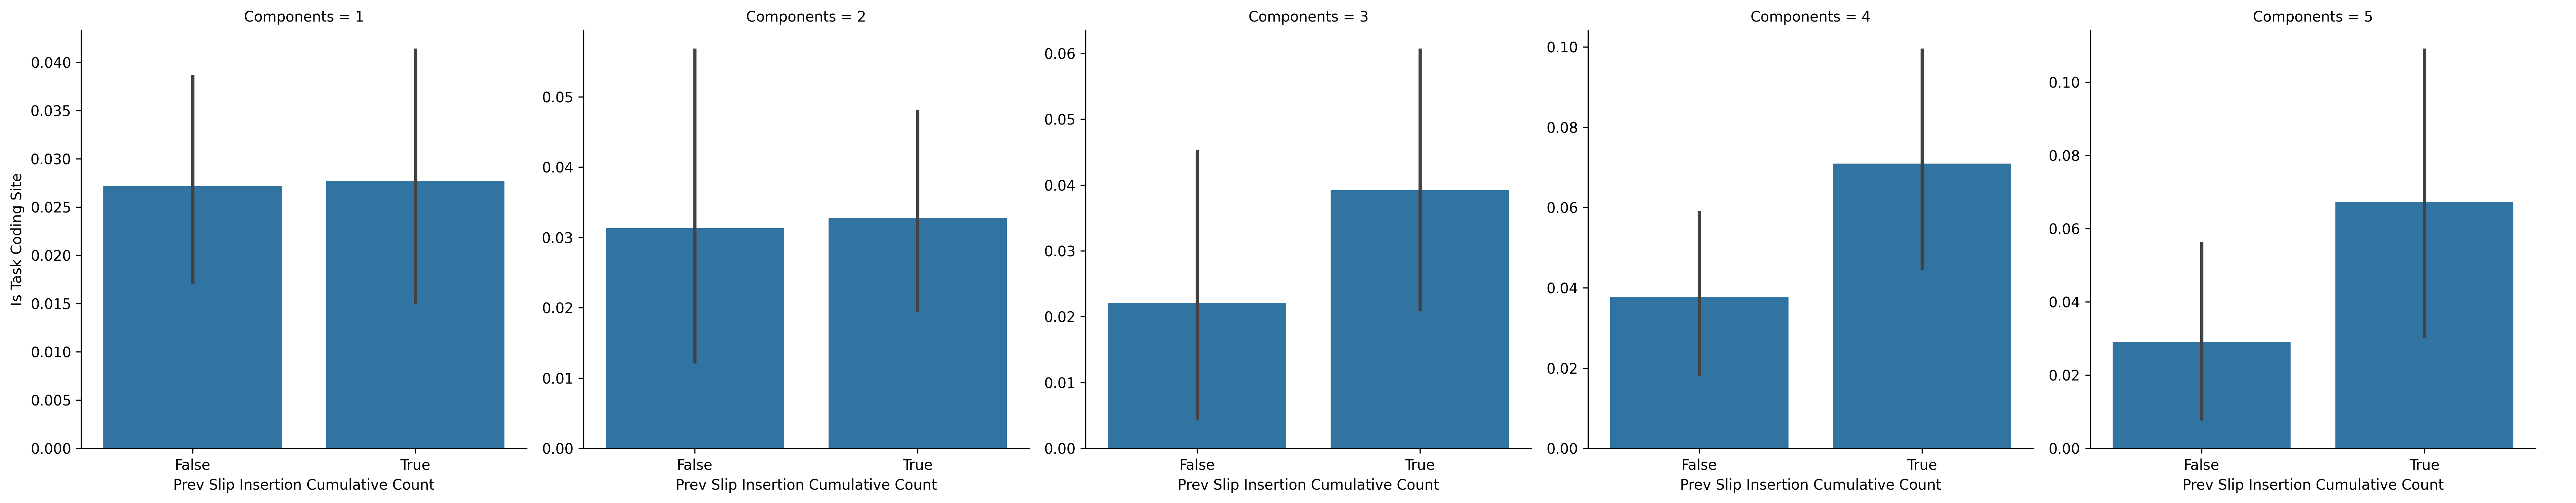 Components = 1
Components = 2
Components = 3
Components = 4
Components = 5
Is Task Coding Site
0.040
0.035
0.030
0.025
0.020
0.015
0.010
0.005
0.000
False
True
Prev Slip Insertion Cumulative Count
0.05
0.04
0.03
0.02
0.01
0.00
False
True
Prev Slip Insertion Cumulative Count
0.06
0.05
0.04
0.03
0.02
0.01
0.00
False
True
Prev Slip Insertion Cumulative Count
0.10
0.08
0.06
0.04
0.02
0.00
False
True
Prev Slip Insertion Cumulative Count
0.10
0.08
0.06
0.04
0.02
0.00
False
True
Prev Slip Insertion Cumulative Count